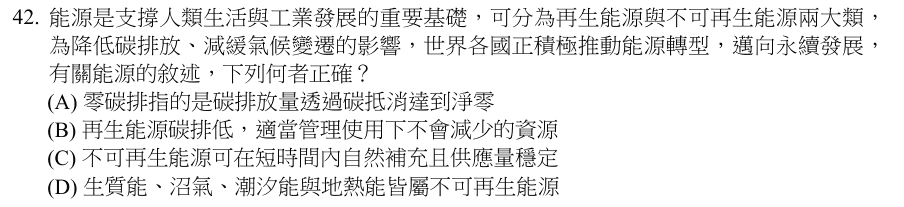 42. 能源是支撐人類生活與工業發展的重要基礎，可分為再生能源與不可再生能源兩大類，
為降低碳排放、減緩氣候變遷的影響，世界各國正積極推動能源轉型，邁向永續發展，
有關能源的敘述，下列何者正確？
(A) 零碳排指的是碳排放量透過碳抵消達到淨零
(B) 再生能源碳排低，適當管理使用下不會減少的資源
(C) 不可再生能源可在短時間內自然補充且供應量穩定
(D) 生質能、沼氣、潮汐能與地熱能皆屬不可再生能源